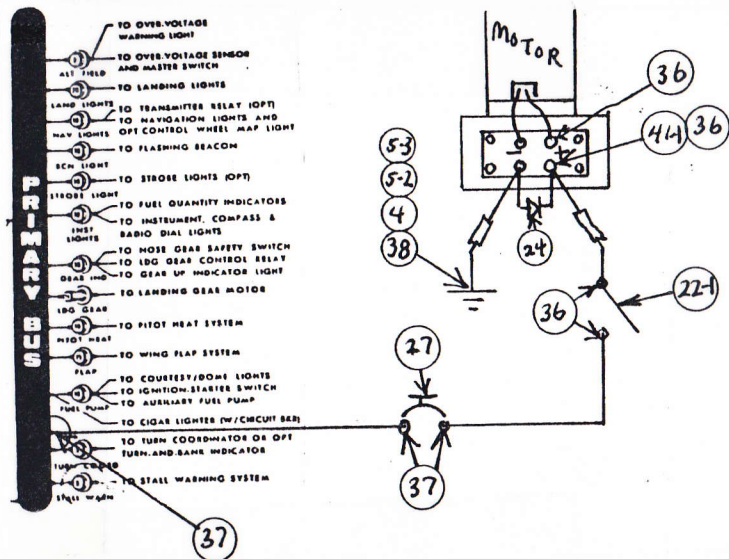 TO OVER-VOLTAGE
WARNING LIGHT
TO OVER-VOLTAGE SENSOR
AND MASTER SWITCH
ALT FIELD
TO LANDING LIGHTS
LAND LIGHTS
TO TRANSMITTER RELAY (OPT)
TO NAVIGATION LIGHTS AND
OPT CONTROL WHEEL MAP LIGHT
NAV LIGHTS
TO FLASHING BEACON
BCN LIGHT
TO STROBE LIGHTS (OPT)
STROBE LIGHT
TO FUEL QUANTITY INDICATORS
TO INSTRUMENT, COMPASS &
RADIO DIAL LIGHTS
INST
LIGHTS
TO NOSE GEAR SAFETY SWITCH
TO LDG GEAR CONTROL RELAY
TO GEAR UP INDICATOR LIGHT
GEAR IND
TO LANDING GEAR MOTOR
LDG GEAR
TO PITOT HEAT SYSTEM
PITOT HEAT
TO WING FLAP SYSTEM
FLAP
TO COURTESY/DOME LIGHTS
TO IGNITION-STARTER SWITCH
TO AUXILIARY FUEL PUMP
FUEL PUMP
TO CIGAR LIGHTER (W/CIRCUIT BKR)
TO TURN COORDINATOR OR OPT
TURN-AND-BANK INDICATOR
TURN COORD
TO STALL WARNING SYSTEM
STALL WARN
PRIMARY BUS
37
MOTOR
36
41-1
36
5-3
5-2
4
38
24
36
22-1
27
37